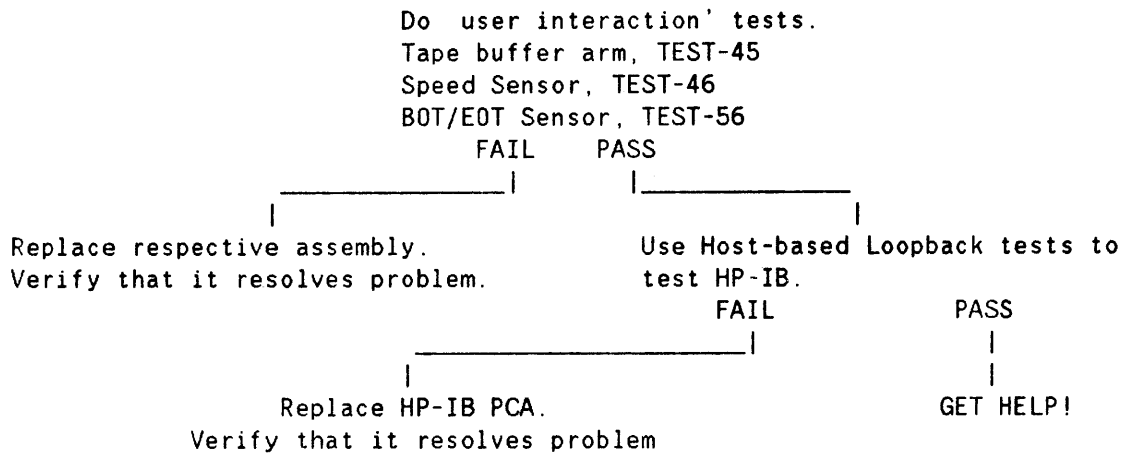 Do user interaction' tests.
Tape buffer arm, TEST-45
Speed Sensor, TEST-46
BOT/EOT Sensor, TEST-56
FAIL PASS
Replace respective assembly.
Verify that it resolves problem.
Use Host-based Loopback tests to
test HP-IB.
FAIL PASS
Replace HP-IB PCA.
Verify that it resolves problem
GET HELP!